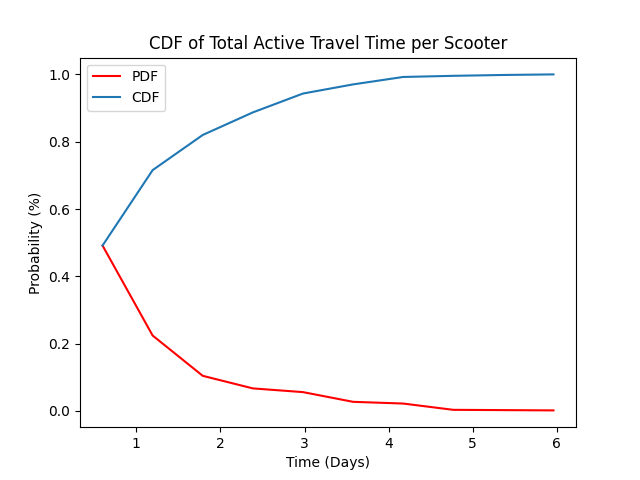 CDF of Total Active Travel Time per Scooter
PDF
CDF
1.0
0.8
0.6
0.4
0.2
0.0
Probability (%)
1 2 3 4 5 6
Time (Days)